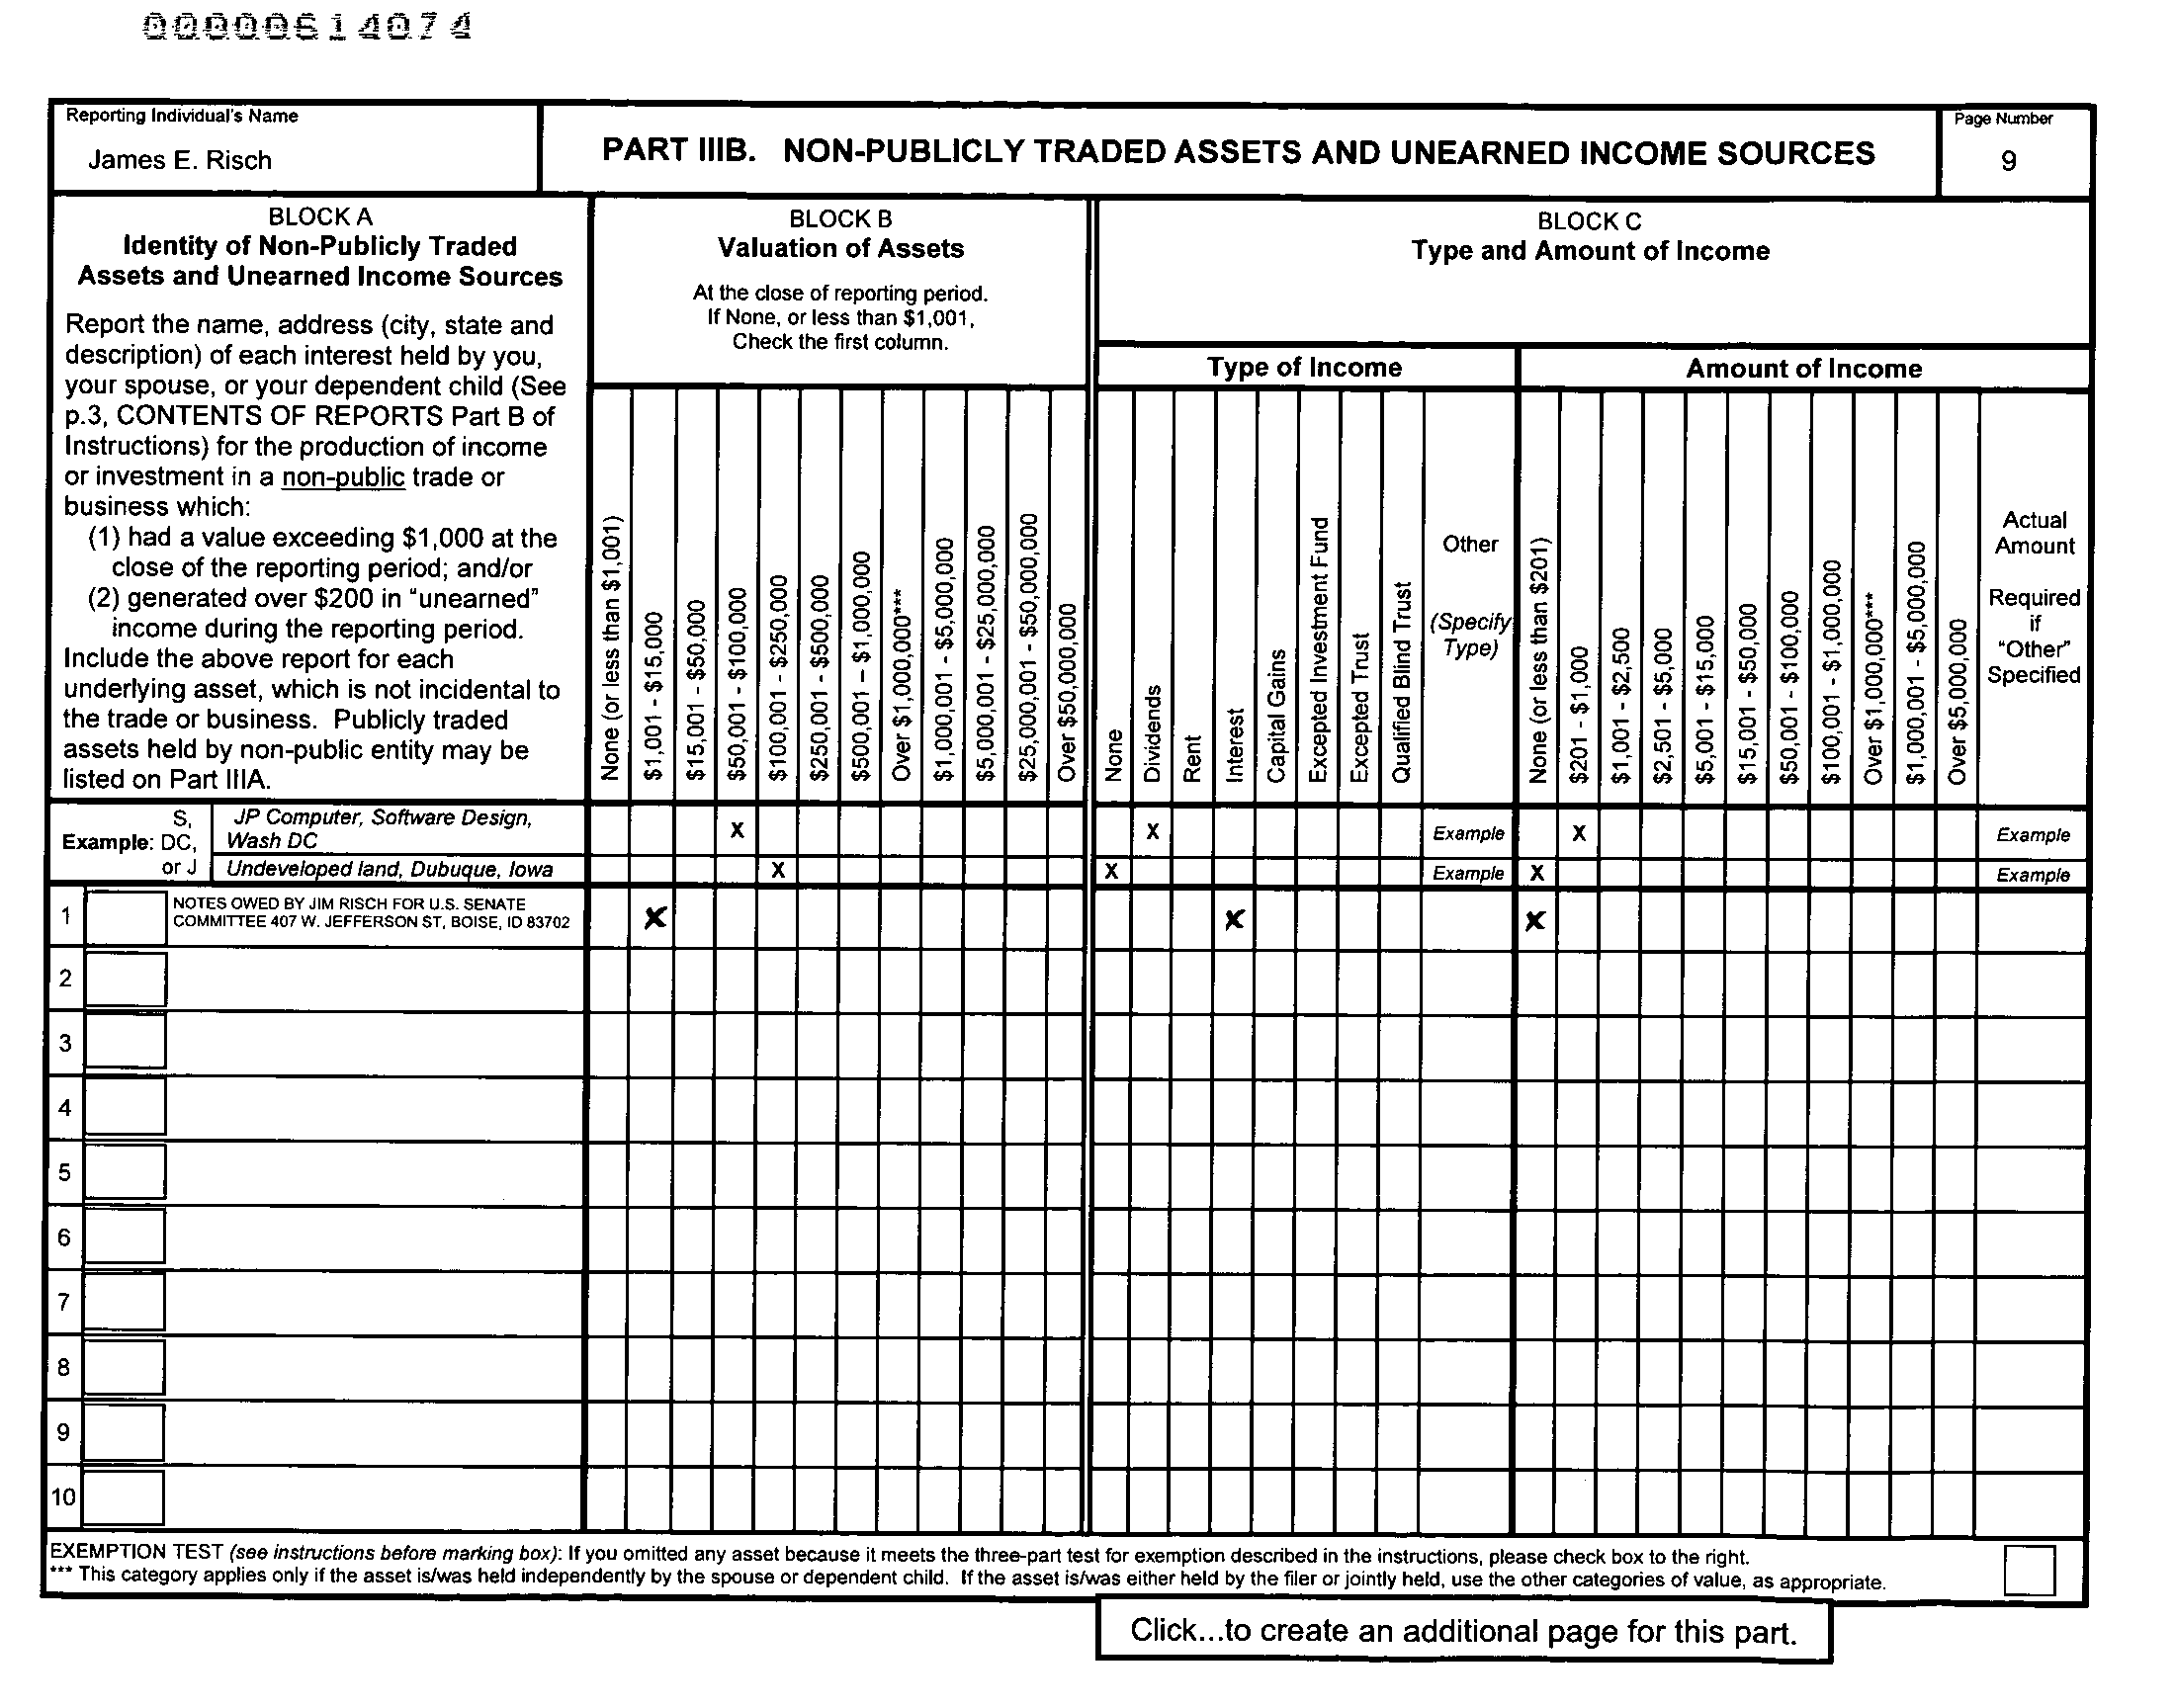 00000614074
Reporting Individual's Name
James E. Risch
PART IIIB. NON-PUBLICLY TRADED ASSETS AND UNEARNED INCOME SOURCES
Page Number
9
BLOCK A
Identity of Non-Publicly Traded
Assets and Unearned Income Sources
Report the name, address (city, state and
description) of each interest held by you,
your spouse, or your dependent child (See
p.3, CONTENTS OF REPORTS Part B of
Instructions) for the production of income
or investment in a non-public trade or
business which:
(1) had a value exceeding $1,000 at the
close of the reporting period; and/or
(2) generated over $200 in "unearned"
income during the reporting period.
Include the above report for each
underlying asset, which is not incidental to
the trade or business. Publicly traded
assets held by non-public entity may be
listed on Part IIIA.
BLOCK B
Valuation of Assets
At the close of reporting period.
If None, or less than $1,001,
Check the first column.
None (or less than $1,001)
$1,001 - $15,000
$15,001 - $50,000
$50,001 - $100,000
$100,001 - $250,000
$250,001 - $500,000
$500,001 – $1,000,000
Over $1,000,000***
$1,000,001 - $5,000,000
$5,000,001 - $25,000,000
$25,000,001 - $50,000,000
Over $50,000,000
BLOCK C
Type and Amount of Income
Type of Income
None
Dividends
Rent
Interest
Capital Gains
Excepted Investment Fund
Excepted Trust
Qualified Blind Trust
Other
(Specify
Type)
Amount of Income
None (or less than $201)
$201 - $1,000
$1,001 - $2,500
$2,501 - $5,000
$5,001 - $15,000
$15,001 - $50,000
$50,001 - $100,000
$100,001 - $1,000,000
Over $1,000,000***
$1,000,001 - $5,000,000
Over $5,000,000
Actual
Amount
Required
if
"Other"
Specified
Example: S, DC, or J
JP Computer, Software Design,
Wash DC X X Example X Example
Undeveloped land, Dubuque, Iowa X X Example X Example
1 NOTES OWED BY JIM RISCH FOR U.S. SENATE
COMMITTEE 407 W. JEFFERSON ST, BOISE, ID 83702 X X X
2
3
4
5
6
7
8
9
10
EXEMPTION TEST (see instructions before marking box): If you omitted any asset because it meets the three-part test for exemption described in the instructions, please check box to the right.
*** This category applies only if the asset is/was held independently by the spouse or dependent child. If the asset is/was either held by the filer or jointly held, use the other categories of value, as appropriate.
Click...to create an additional page for this part.